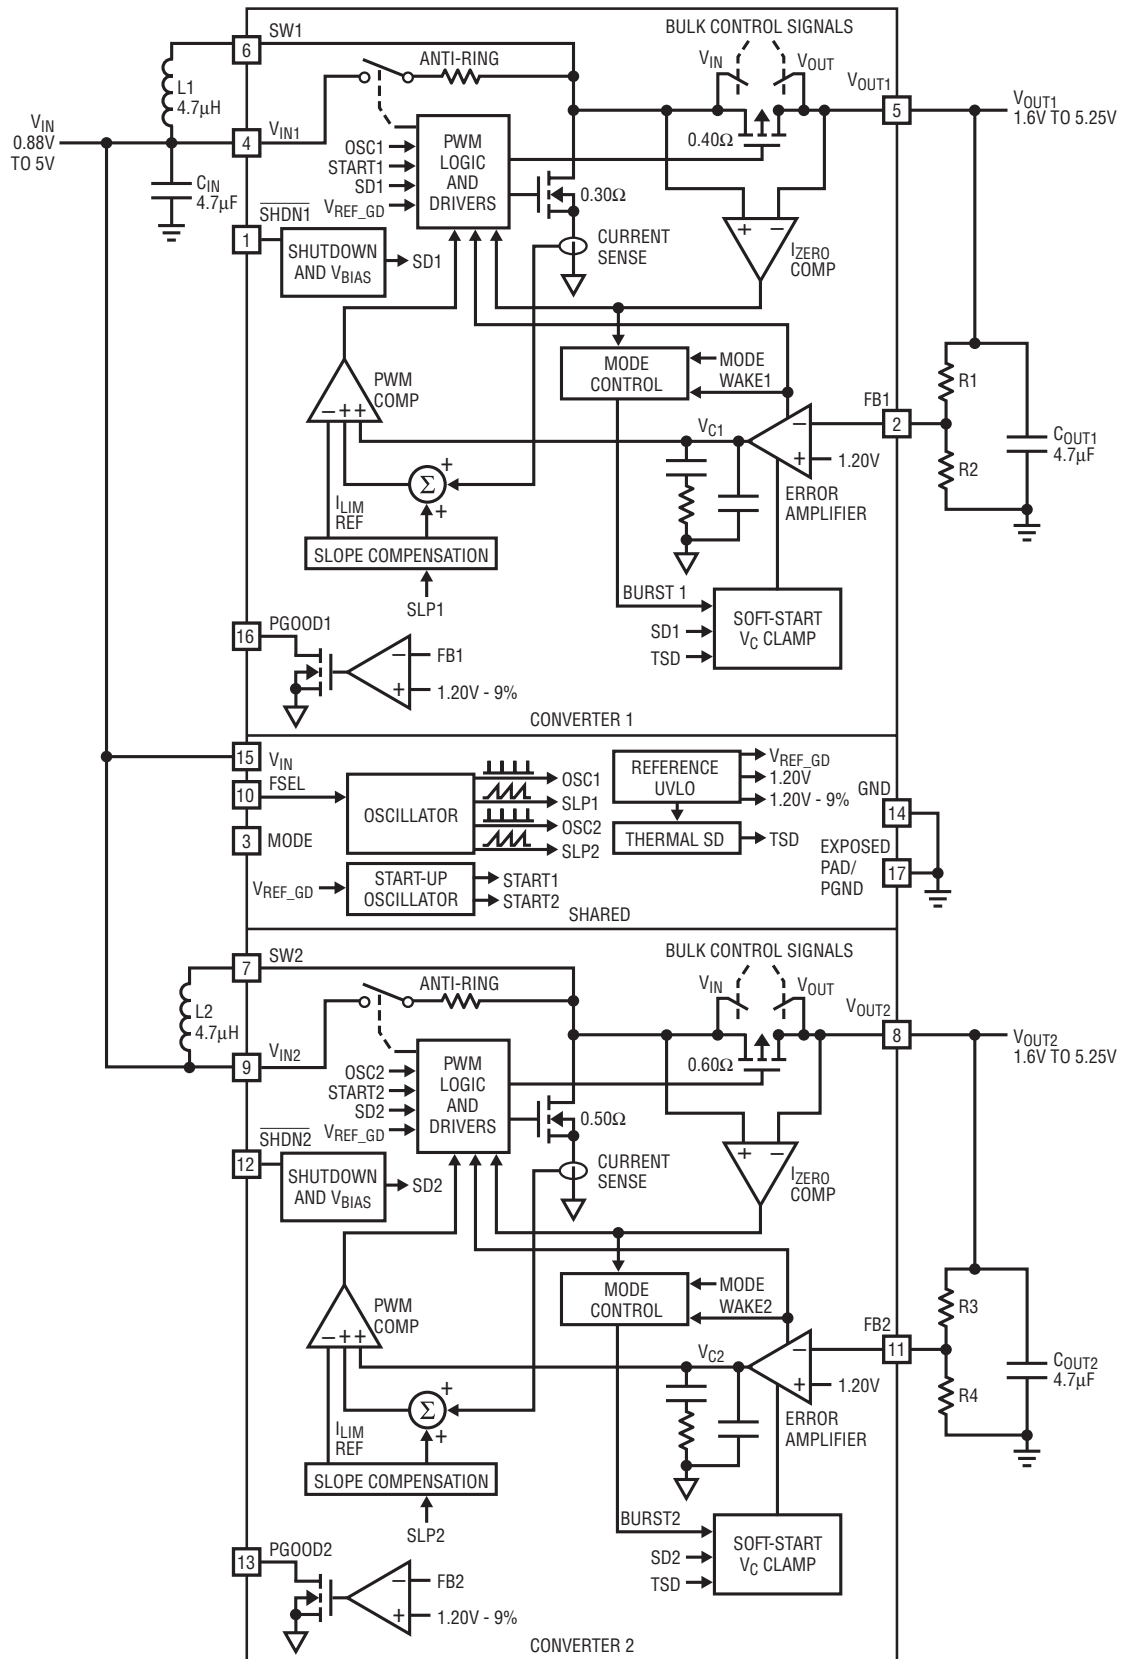 V_IN
0.88V
TO 5V
L1
4.7μH
C_IN
4.7μF
6
SW1
4
V_IN1
ANTI-RING
BULK CONTROL SIGNALS
V_IN
V_OUT
V_OUT1
5
V_OUT1
1.6V TO 5.25V
OSC1
START1
SD1
V_REF_GD
PWM
LOGIC
AND
DRIVERS
0.40Ω
0.30Ω
CURRENT
SENSE
+
–
I_ZERO
COMP
SHDN1
1
SHUTDOWN
AND V_BIAS
SD1
MODE
CONTROL
MODE
WAKE1
PWM
COMP
–++
V_C1
–
+
1.20V
ERROR
AMPLIFIER
FB1
2
R1
R2
C_OUT1
4.7μF
Σ
+
+
I_LIM
REF
SLOPE COMPENSATION
SLP1
BURST 1
SD1
TSD
SOFT-START
V_C CLAMP
16
PGOOD1
–
+
FB1
1.20V - 9%
CONVERTER 1
15
V_IN
10
FSEL
3
MODE
OSCILLATOR
OSC1
SLP1
OSC2
SLP2
V_REF_GD
START-UP
OSCILLATOR
START1
START2
REFERENCE
UVLO
V_REF_GD
1.20V
1.20V - 9%
THERMAL SD
TSD
SHARED
GND
14
EXPOSED
PAD/
PGND
17
7
SW2
L2
4.7μH
9
V_IN2
ANTI-RING
BULK CONTROL SIGNALS
V_IN
V_OUT
V_OUT2
8
V_OUT2
1.6V TO 5.25V
OSC2
START2
SD2
V_REF_GD
PWM
LOGIC
AND
DRIVERS
0.60Ω
0.50Ω
CURRENT
SENSE
+
–
I_ZERO
COMP
SHDN2
12
SHUTDOWN
AND V_BIAS
SD2
MODE
CONTROL
MODE
WAKE2
PWM
COMP
–++
V_C2
–
+
1.20V
ERROR
AMPLIFIER
FB2
11
R3
R4
C_OUT2
4.7μF
Σ
+
+
I_LIM
REF
SLOPE COMPENSATION
SLP2
BURST2
SD2
TSD
SOFT-START
V_C CLAMP
13
PGOOD2
–
+
FB2
1.20V - 9%
CONVERTER 2